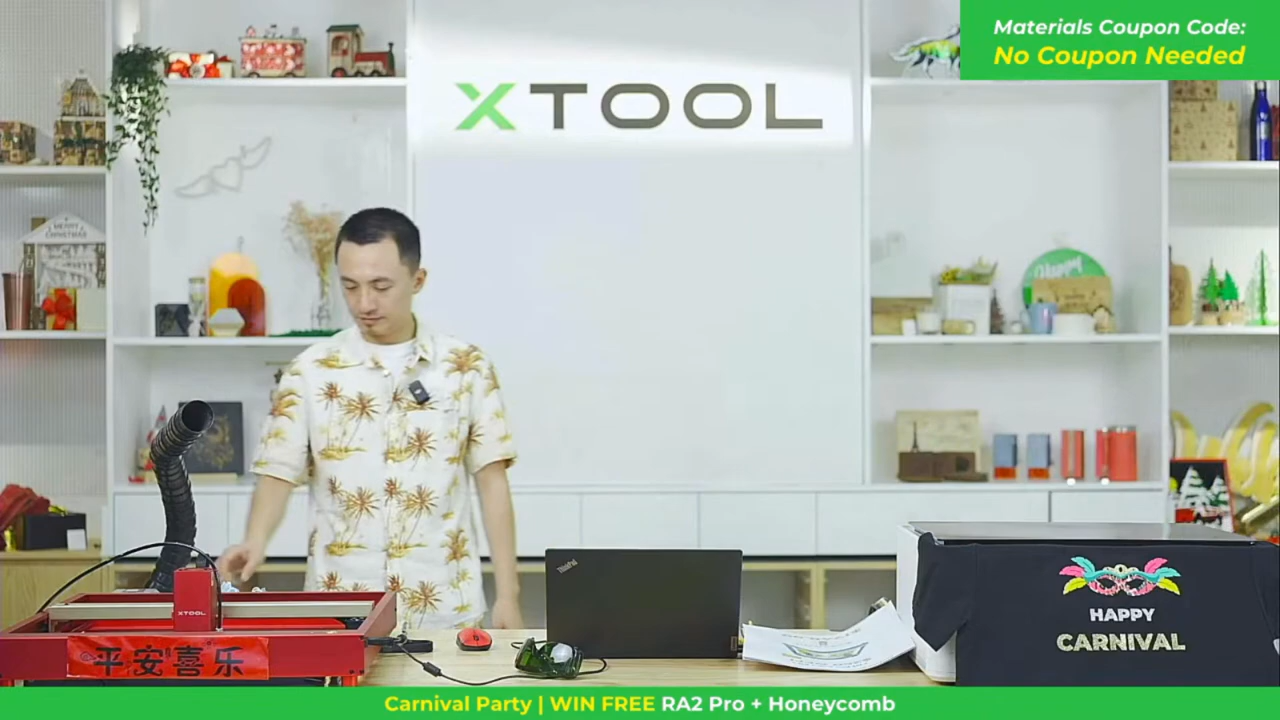 Materials Coupon Code:
No Coupon Needed
XTOOL
MERRY
CHRISTMAS
Happy
ThinkPad
XTOOL
平安喜乐
HAPPY
CARNIVAL
Carnival Party | WIN FREE RA2 Pro + Honeycomb